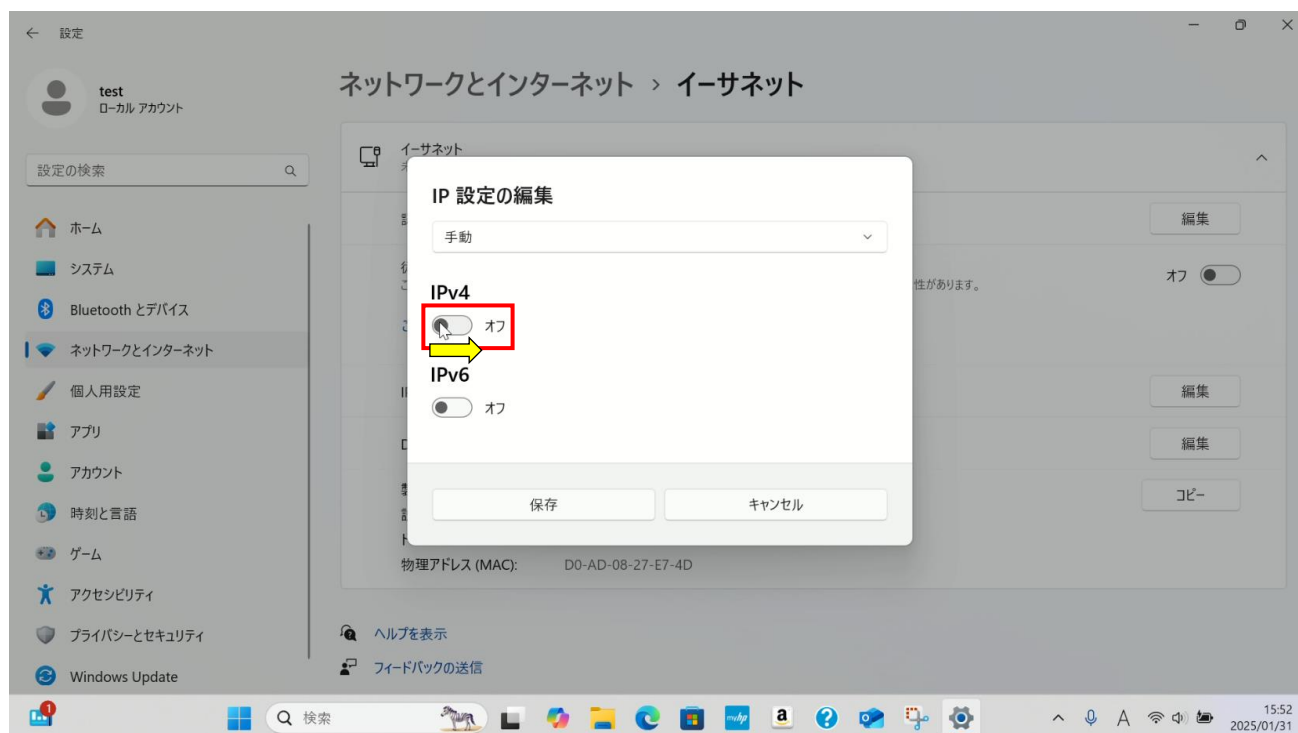 ← 設定
test
ローカル アカウント
設定の検索
ホーム
システム
Bluetooth とデバイス
ネットワークとインターネット
個人用設定
アプリ
アカウント
時刻と言語
ゲーム
アクセシビリティ
プライバシーとセキュリティ
Windows Update
ネットワークとインターネット › イーサネット
イーサネット
編集
性があります。
オフ
編集
編集
コピー
物理アドレス (MAC): D0-AD-08-27-E7-4D
ヘルプを表示
フィードバックの送信
IP 設定の編集
手動
IPv4
オフ
IPv6
オフ
保存
キャンセル
1
検索
myhp
a
A
15:52
2025/01/31